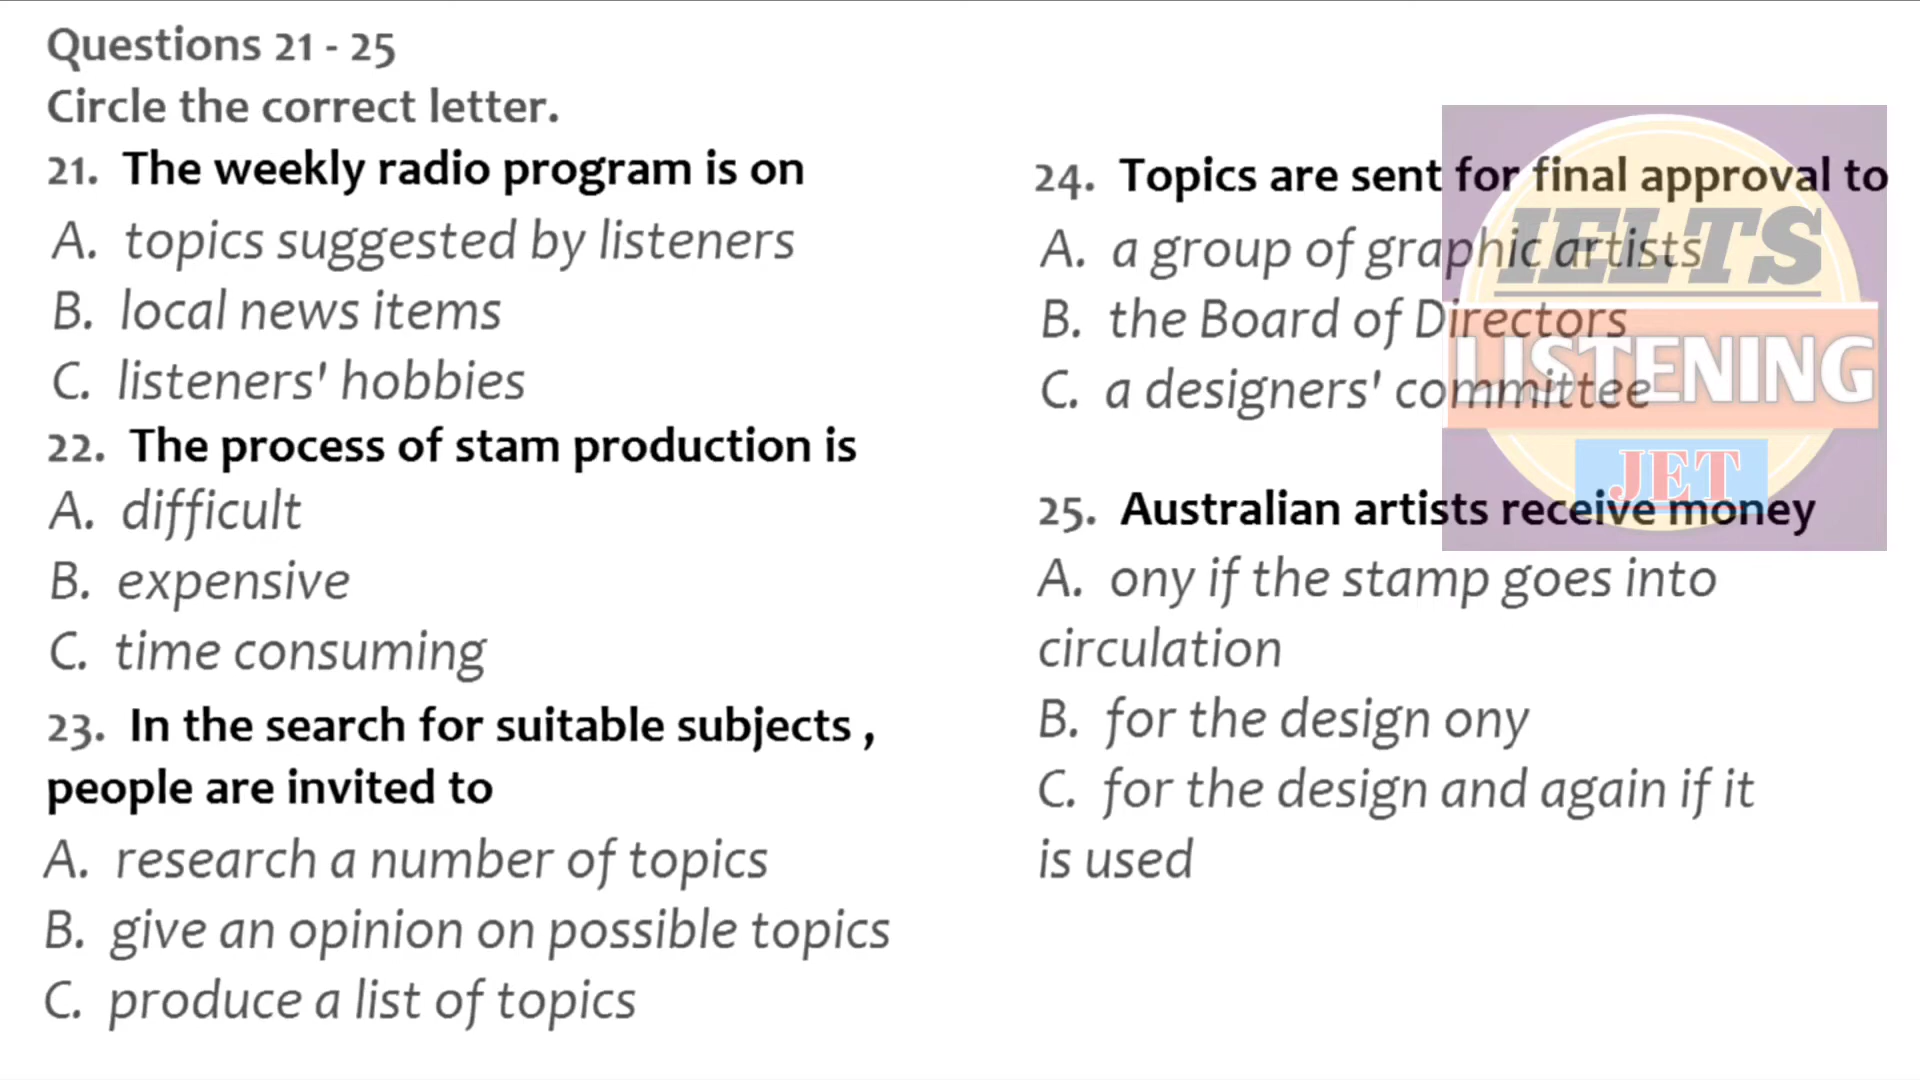 Questions 21 - 25
Circle the correct letter.
21. The weekly radio program is on
A. topics suggested by listeners
B. local news items
C. listeners' hobbies
22. The process of stam production is
A. difficult
B. expensive
C. time consuming
23. In the search for suitable subjects ,
people are invited to
A. research a number of topics
B. give an opinion on possible topics
C. produce a list of topics
24. Topics are sent for final approval to
A. a group of graphic artists
B. the Board of Directors
C. a designers' committee
25. Australian artists receive money
A. ony if the stamp goes into
circulation
B. for the design ony
C. for the design and again if it
is used
IELTS
LISTENING
JET